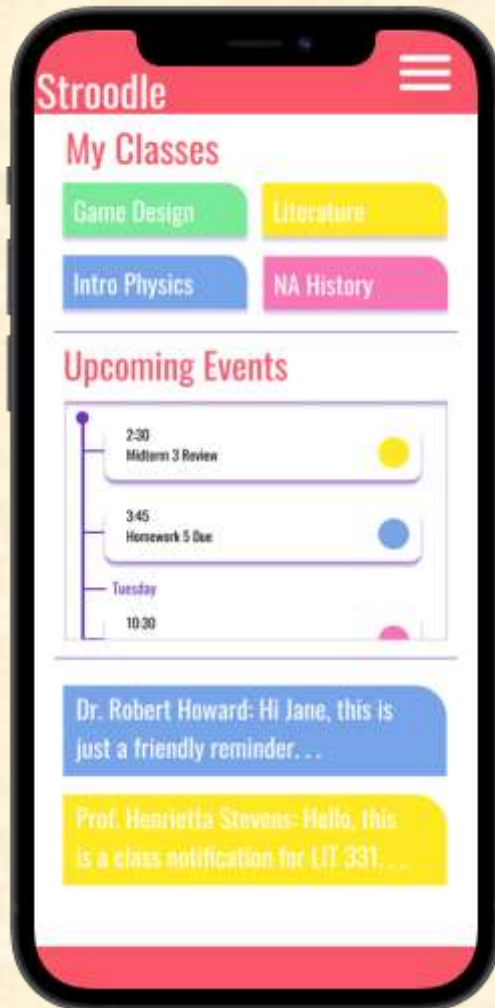 Stroodle
My Classes
Game Design
Literature
Intro Physics
NA History
Upcoming Events
2:30
Midterm 3 Review
3:45
Homework 5 Due
Tuesday
10:30
Dr. Robert Howard: Hi Jane, this is
just a friendly reminder. . .
Prof. Henrietta Stevens: Hello, this
is a class notification for LIT 331. . .